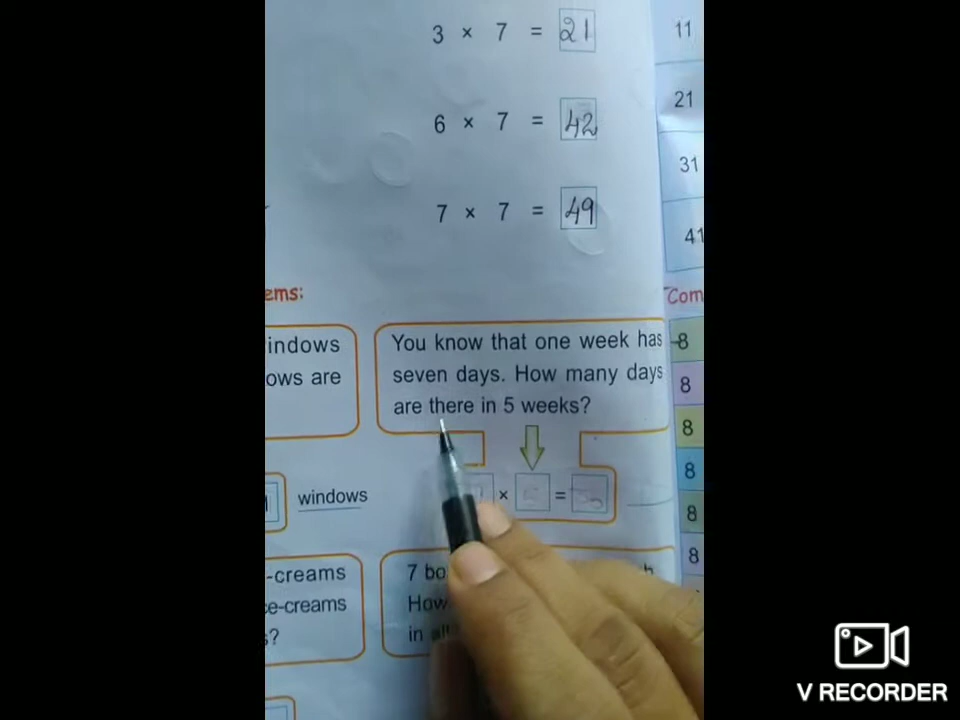 3 × 7 = 21
6 × 7 = 42
7 × 7 = 49
11
21
31
41
ems:
indows
ows are
windows
-creams
e-creams
s?
You know that one week has
seven days. How many days
are there in 5 weeks?
× =
7 bo
How
in all
Com
8
8
8
8
8
8
V RECORDER